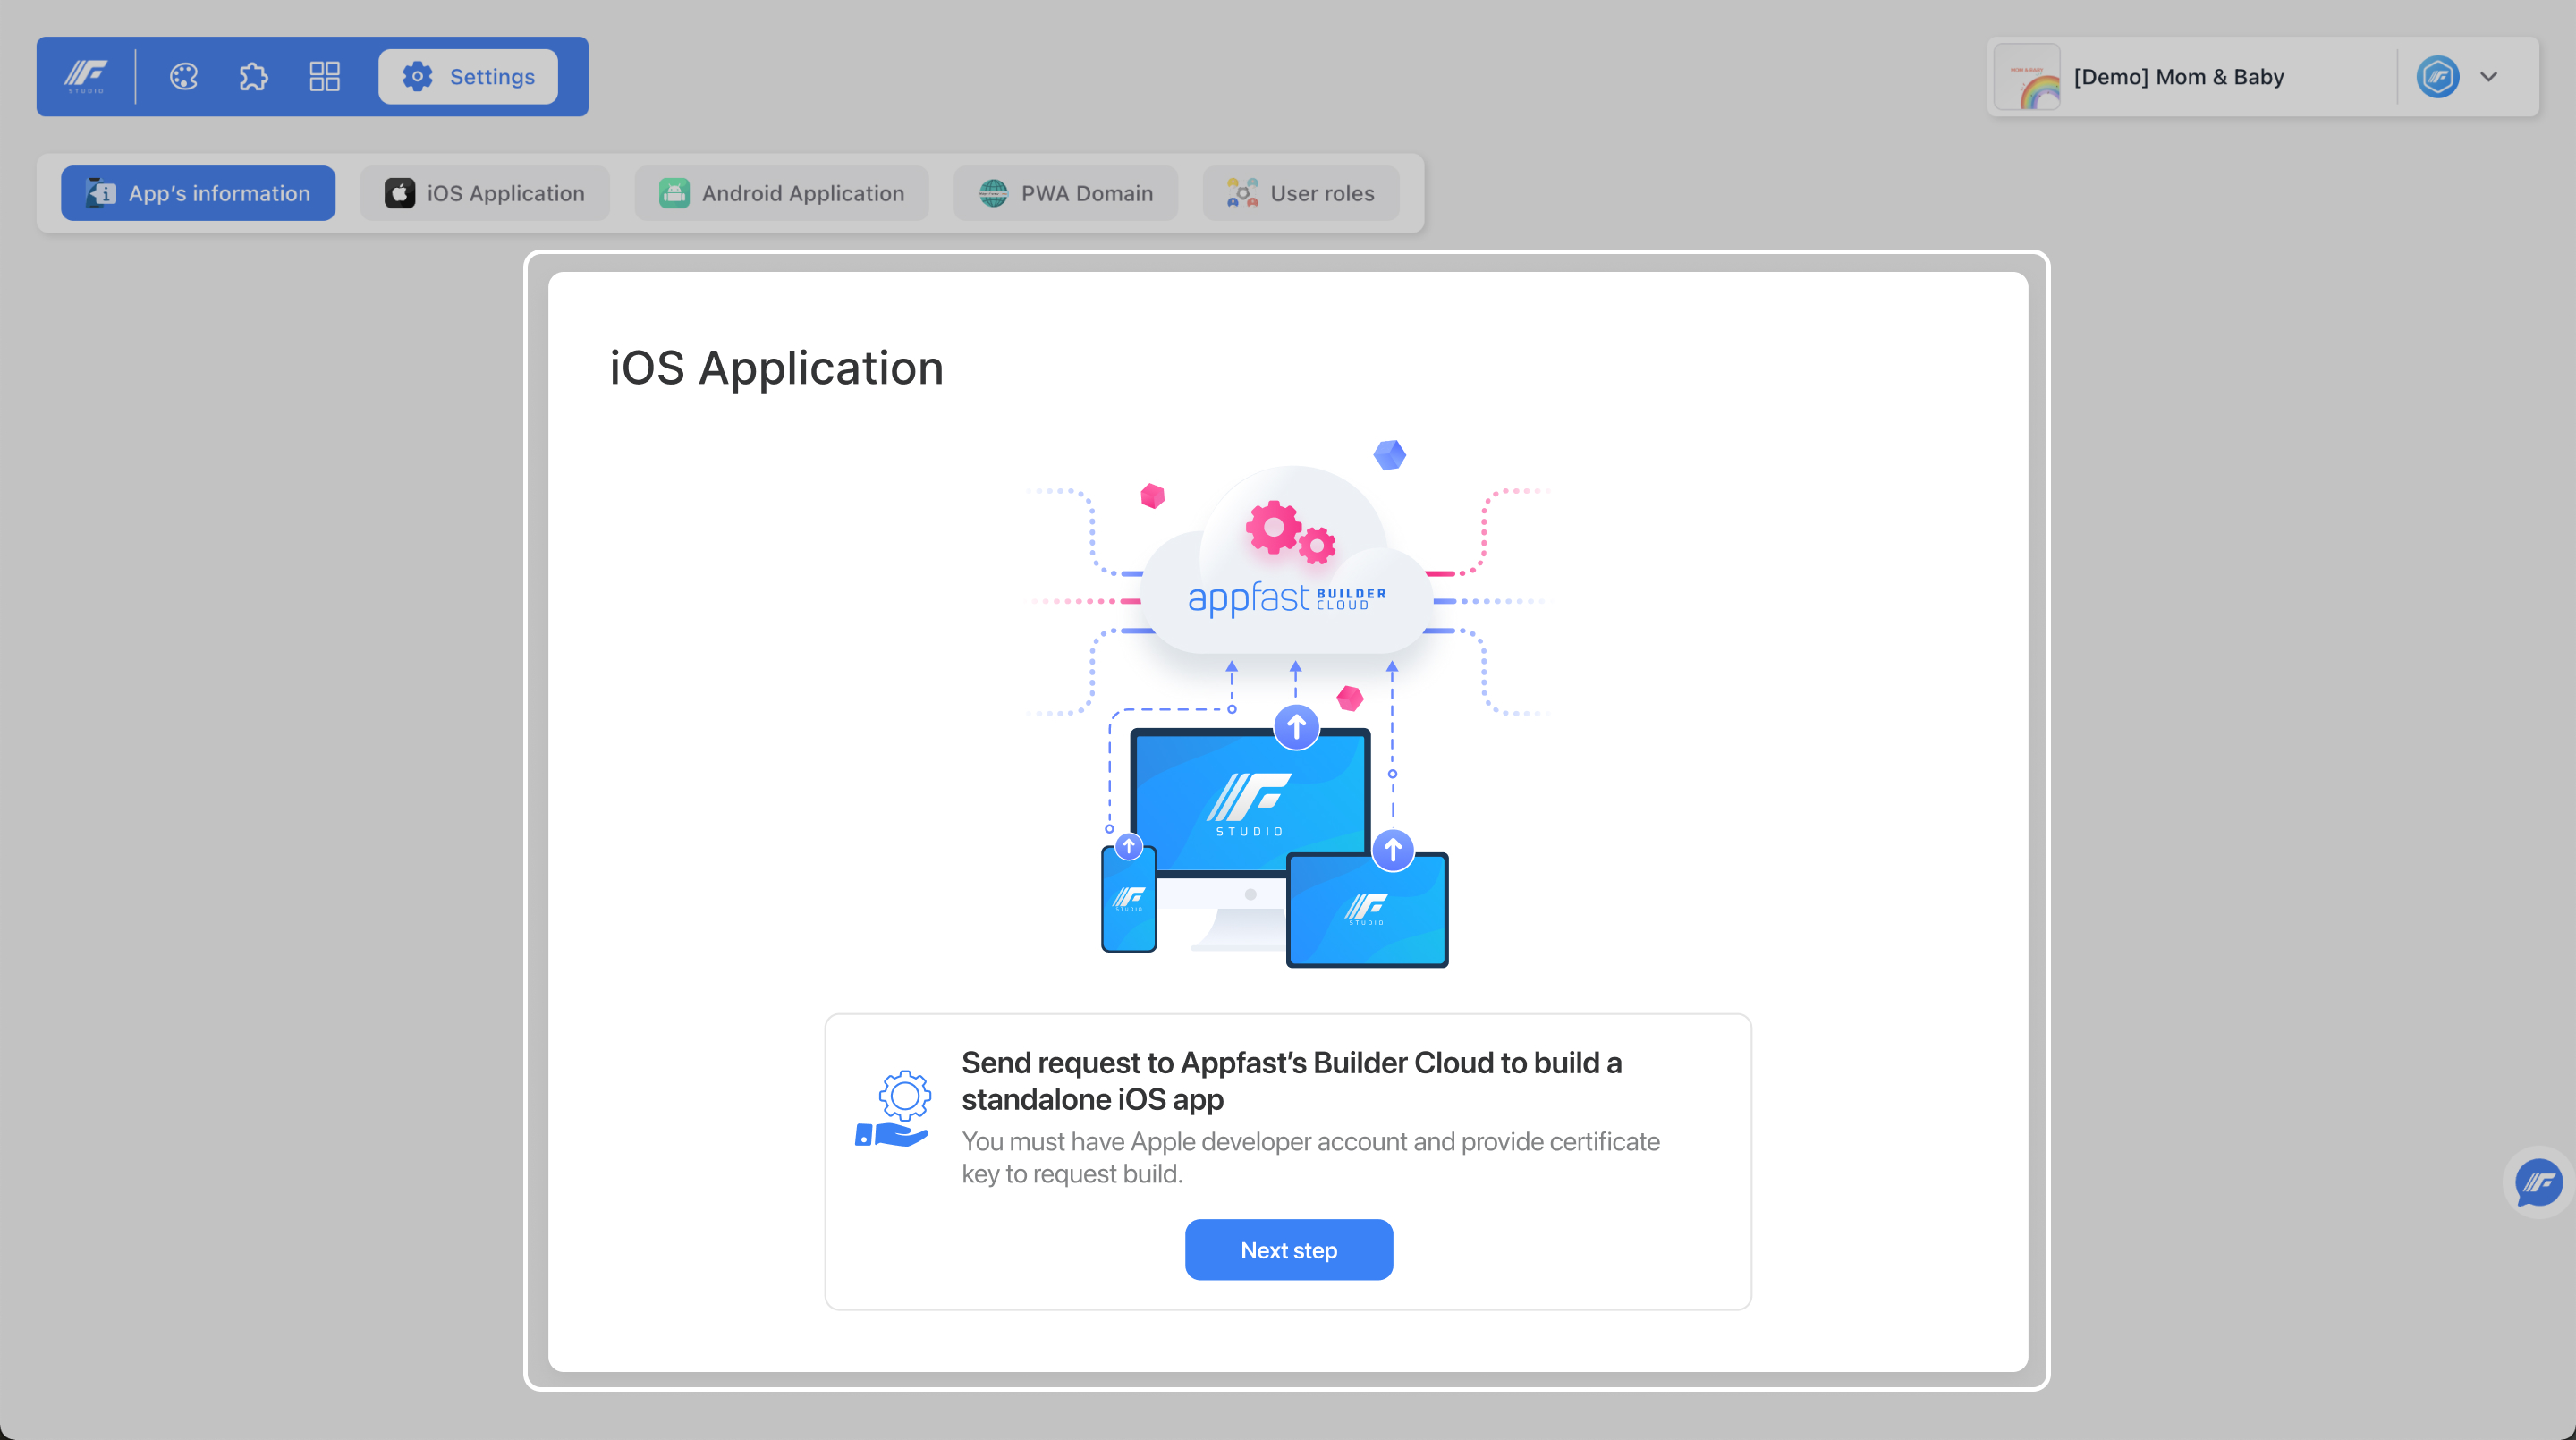 STUDIO
Settings
MOM & BABY
[Demo] Mom & Baby
App's information
iOS Application
Android Application
PWA Domain
User roles
iOS Application
appfast BUILDER CLOUD
STUDIO
STUDIO
STUDIO
Send request to Appfast's Builder Cloud to build a
standalone iOS app
You must have Apple developer account and provide certificate
key to request build.
Next step